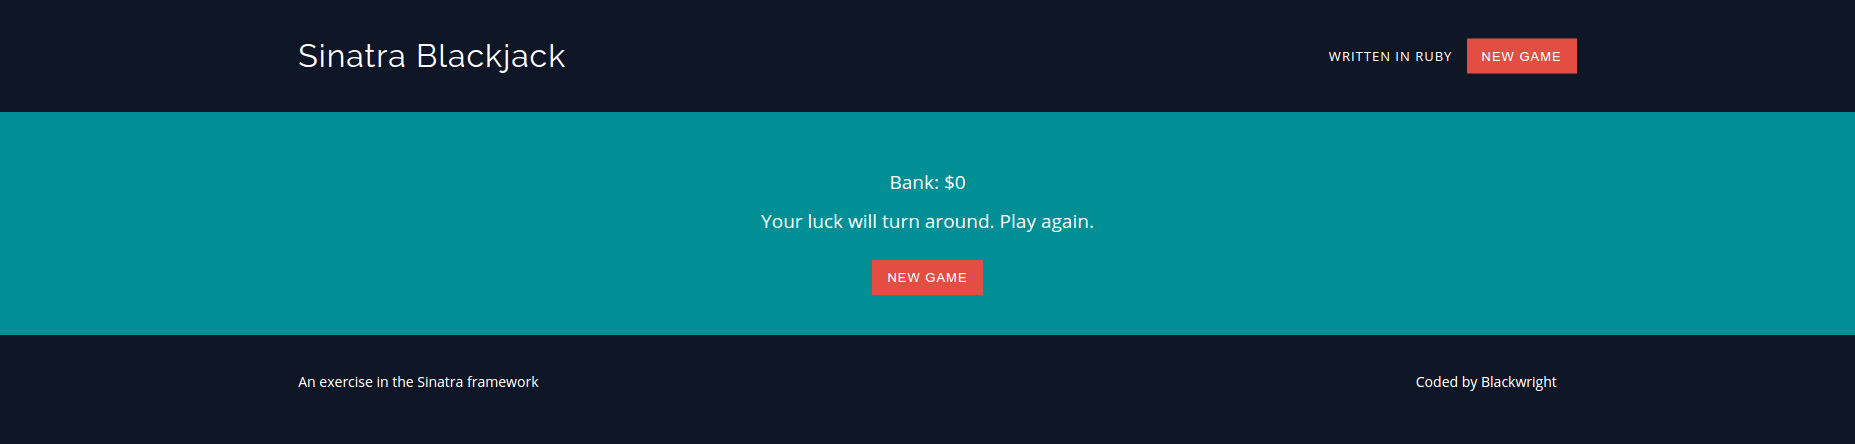 Sinatra Blackjack
WRITTEN IN RUBY
NEW GAME
Bank: $0
Your luck will turn around. Play again.
NEW GAME
An exercise in the Sinatra framework
Coded by Blackwright